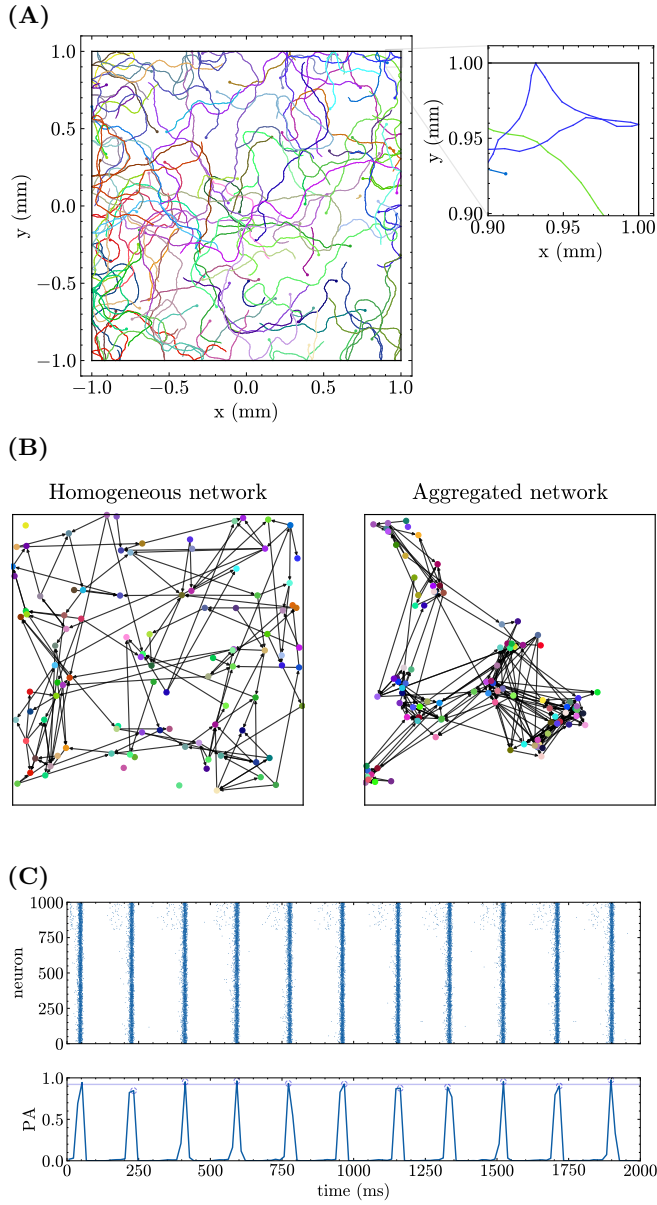 (A)
1.0
0.5
0.0
−0.5
−1.0
y (mm)
−1.0 −0.5 0.0 0.5 1.0
x (mm)
1.00
0.95
0.90
y (mm)
0.90 0.95 1.00
x (mm)
(B)
Homogeneous network
Aggregated network
(C)
1000
750
500
250
0
neuron
1.0
0.5
0.0
PA
0 250 500 750 1000 1250 1500 1750 2000
time (ms)